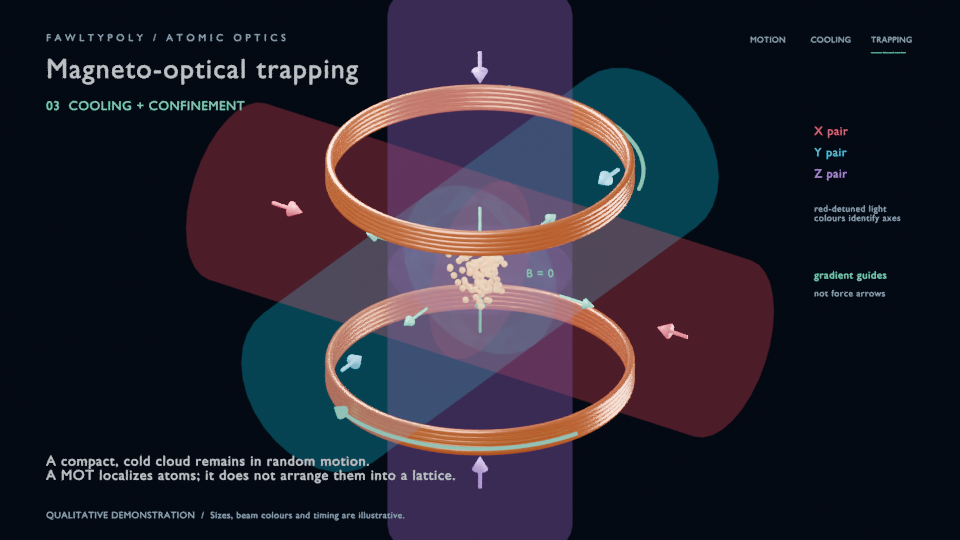 FAWLTYPOLY / ATOMIC OPTICS
MOTION COOLING TRAPPING
Magneto-optical trapping
03 COOLING + CONFINEMENT
X pair
Y pair
Z pair
red-detuned light
colours identify axes
B = 0
gradient guides
not force arrows
A compact, cold cloud remains in random motion.
A MOT localizes atoms; it does not arrange them into a lattice.
QUALITATIVE DEMONSTRATION / Sizes, beam colours and timing are illustrative.